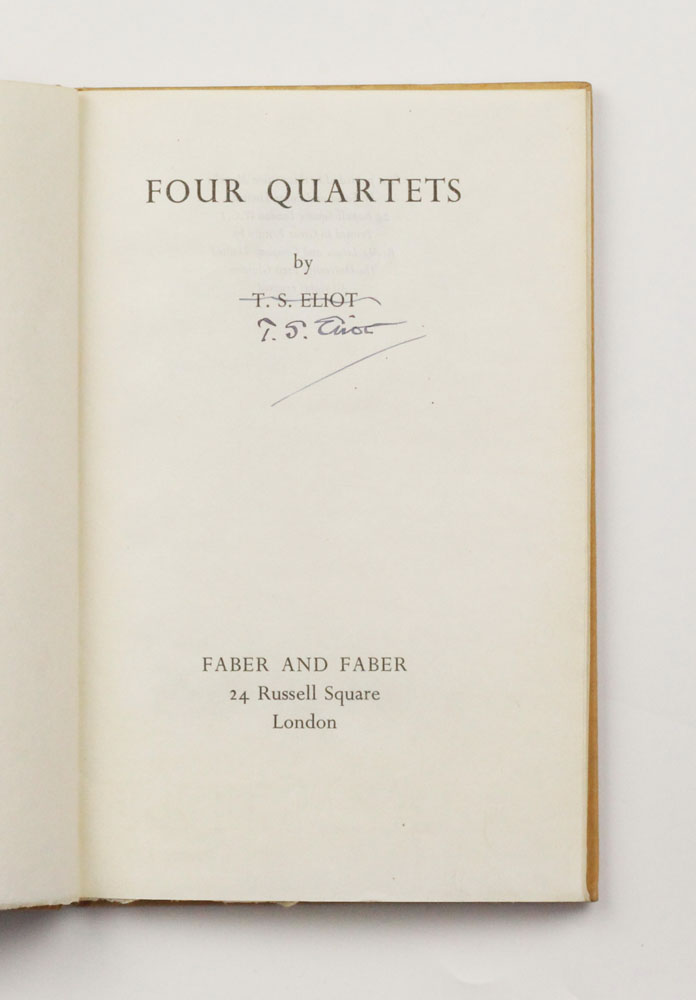 FOUR QUARTETS
by
T. S. ELIOT
T. S. Eliot
FABER AND FABER
24 Russell Square
London